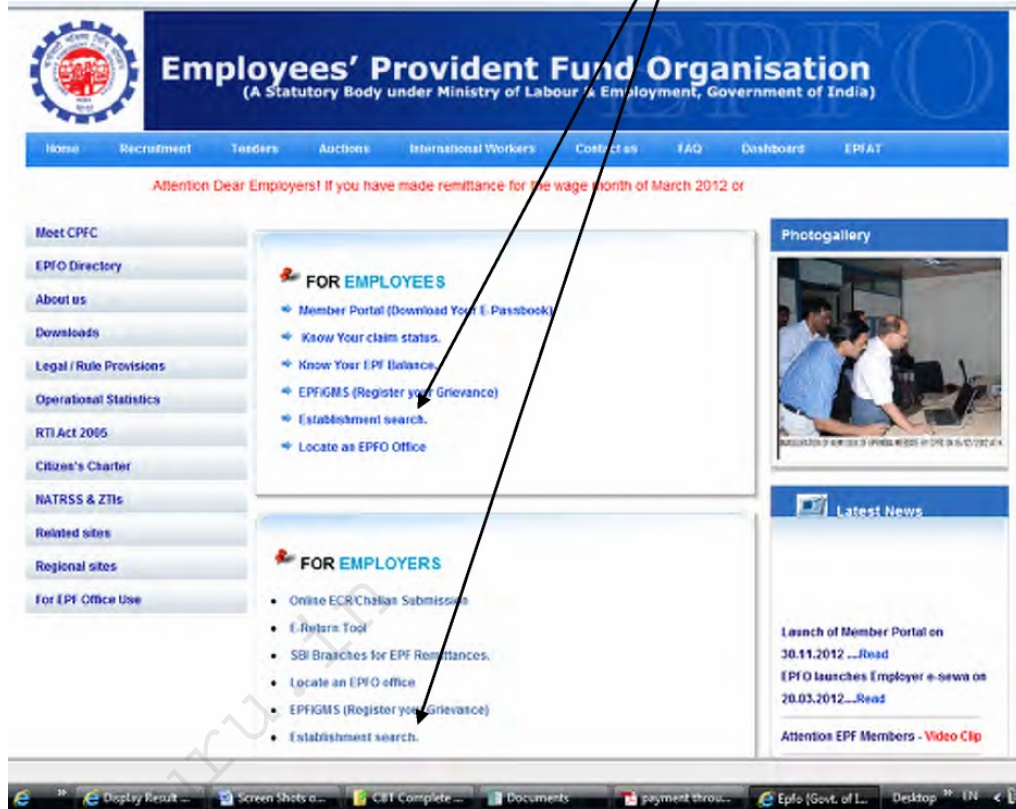 Employees' Provident Fund Organisation
(A Statutory Body under Ministry of Labour & Employment, Government of India)
Home Recruitment Tenders Auctions International Workers Contact us FAQ Dashboard EPFAT
Attention Dear Employers! If you have made remittance for the wage month of March 2012 or
Meet CPFC
EPFO Directory
About us
Downloads
Legal / Rule Provisions
Operational Statistics
RTI Act 2005
Citizen's Charter
NATRSS & ZTIs
Related sites
Regional sites
For EPF Office Use
FOR EMPLOYEES
Member Portal (Download Your E-Passbook)
Know Your claim status.
Know Your EPF Balance.
EPFiGMS (Register your Grievance)
Establishment search.
Locate an EPFO Office
FOR EMPLOYERS
Online ECR/Challan Submission
E-Return Tool
SBI Branches for EPF Remittances.
Locate an EPFO office
EPFiGMS (Register your Grievance)
Establishment search.
Photogallery
Latest News
Launch of Member Portal on
30.11.2012 ....Read
EPFO launches Employer e-sewa on
20.03.2012....Read
Attention EPF Members - Video Clip
Display Result ... Screen Shots o... CBT Complete ... Documents payment throu... Epfo (Govt. of I... Desktop